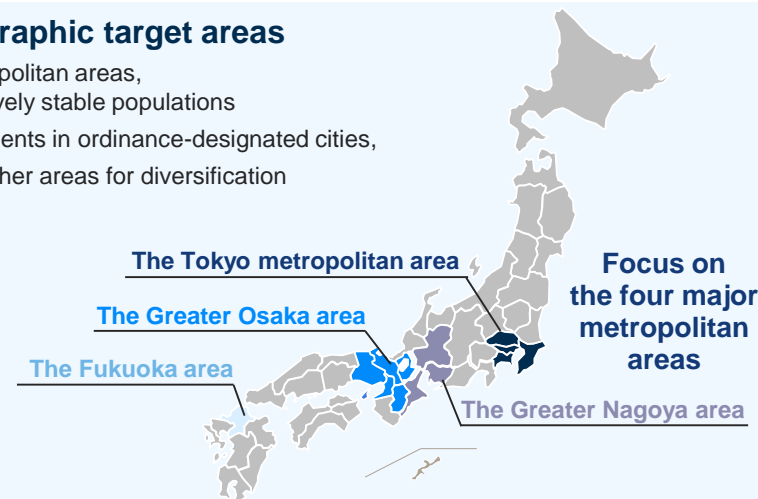 raphic target areas
politan areas,
vely stable populations
ents in ordinance-designated cities,
her areas for diversification
The Tokyo metropolitan area
Focus on
the four major
metropolitan
areas
The Greater Osaka area
The Fukuoka area
The Greater Nagoya area